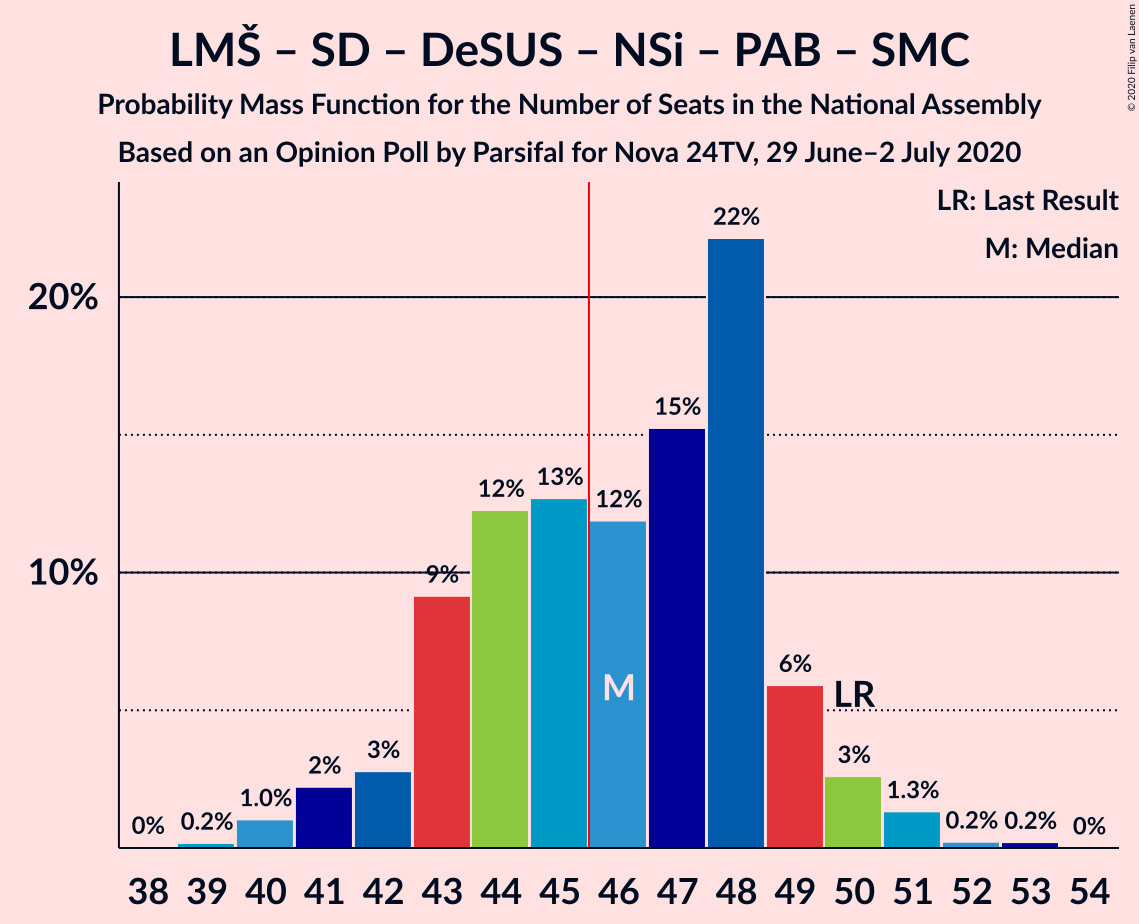 LMŠ – SD – DeSUS – NSi – PAB – SMC
Probability Mass Function for the Number of Seats in the National Assembly
Based on an Opinion Poll by Parsifal for Nova 24TV, 29 June–2 July 2020
© 2020 Filip van Laenen
LR: Last Result
M: Median
20%
10%
0%
0.2%
1.0%
2%
3%
9%
12%
13%
12%
15%
22%
6%
3%
1.3%
0.2%
0.2%
0%
M
LR
38 39 40 41 42 43 44 45 46 47 48 49 50 51 52 53 54